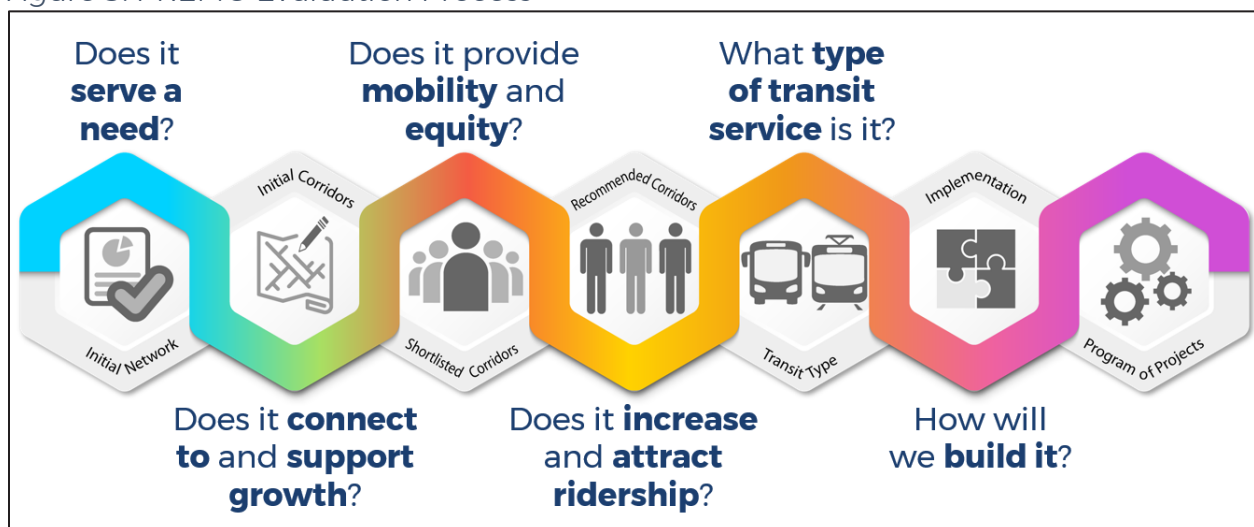 Evaluation Process
Does it
serve a
need?
Does it provide
mobility and
equity?
What type
of transit
service is it?
Initial Network
Initial Corridors
Shortlisted Corridors
Recommended Corridors
Transit Type
Implementation
Program of Projects
Does it connect
to and support
growth?
Does it increase
and attract
ridership?
How will
we build it?